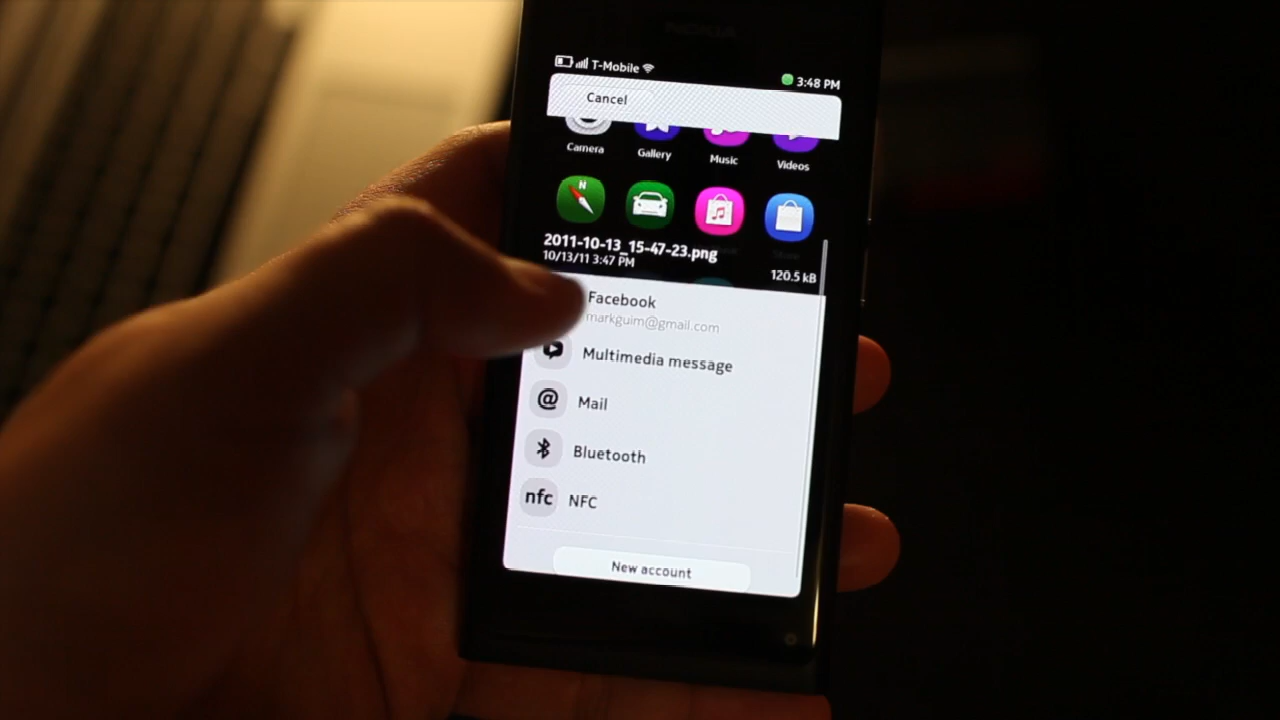 NOKIA
T-Mobile 3:48 PM
Cancel
Camera Gallery Music Videos
N
2011-10-13_15-47-23.png
10/13/11 3:47 PM 120.5 kB
Facebook
markguim@gmail.com
Multimedia message
@ Mail
Bluetooth
nfc NFC
New account